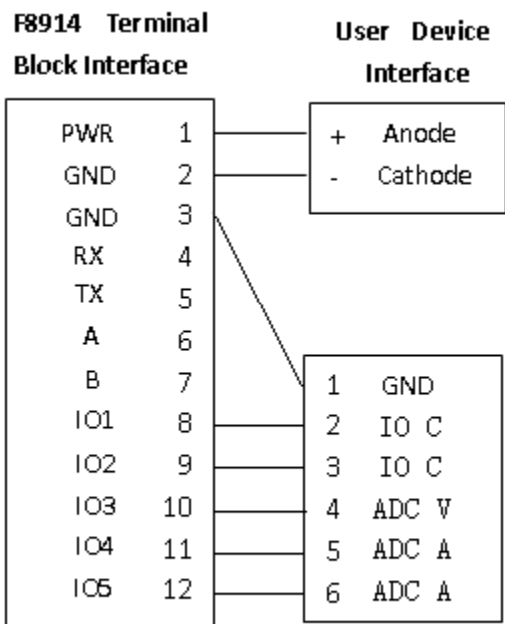 F8914 Terminal
Block Interface
User Device
Interface
PWR 1
GND 2
GND 3
RX 4
TX 5
A 6
B 7
IO1 8
IO2 9
IO3 10
IO4 11
IO5 12
+ Anode
- Cathode
1 GND
2 IO C
3 IO C
4 ADC V
5 ADC A
6 ADC A